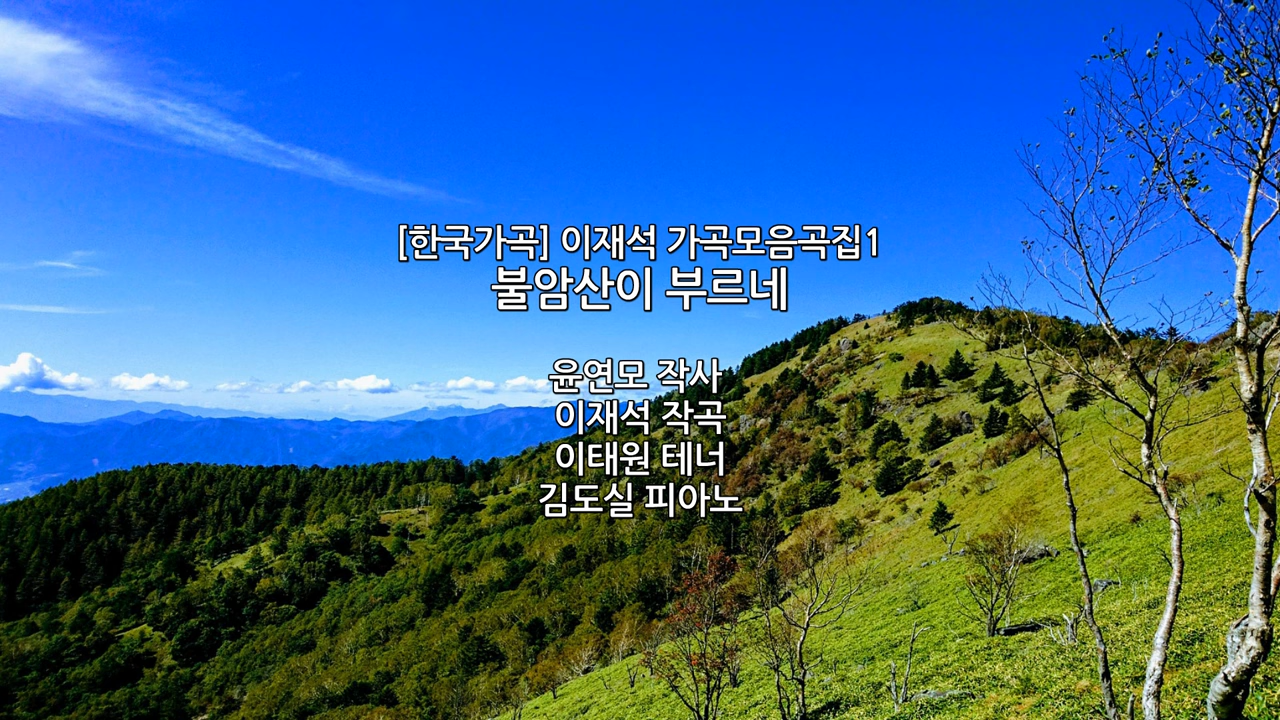 [한국가곡] 이재석 가곡모음곡집1
불암산이 부르네
윤연모 작사
이재석 작곡
이태원 테너
김도실 피아노